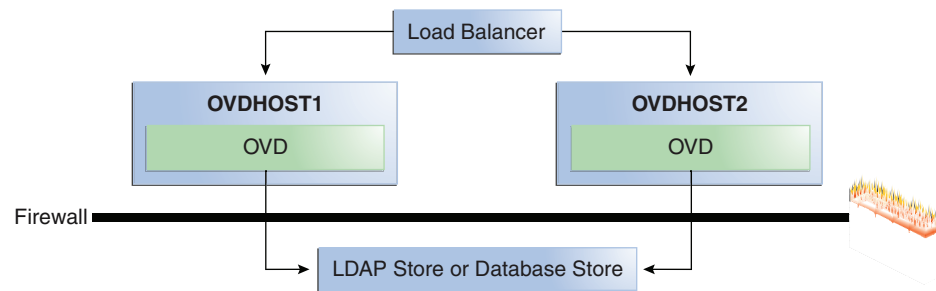 Load Balancer
OVDHOST1
OVDHOST2
OVD
OVD
Firewall
LDAP Store or Database Store